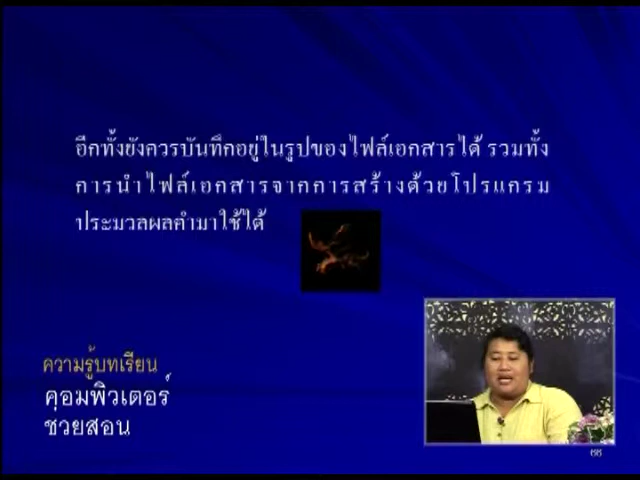 อีกทั้งยังควรบันทึกอยู่ในรูปของไฟล์เอกสารได้ รวมทั้ง
การนำไฟล์เอกสารจากการสร้างด้วยโปรแกรม
ประมวลผลคำมาใช้ได้
ความรู้บทเรียน
คอมพิวเตอร์
ช่วยสอน